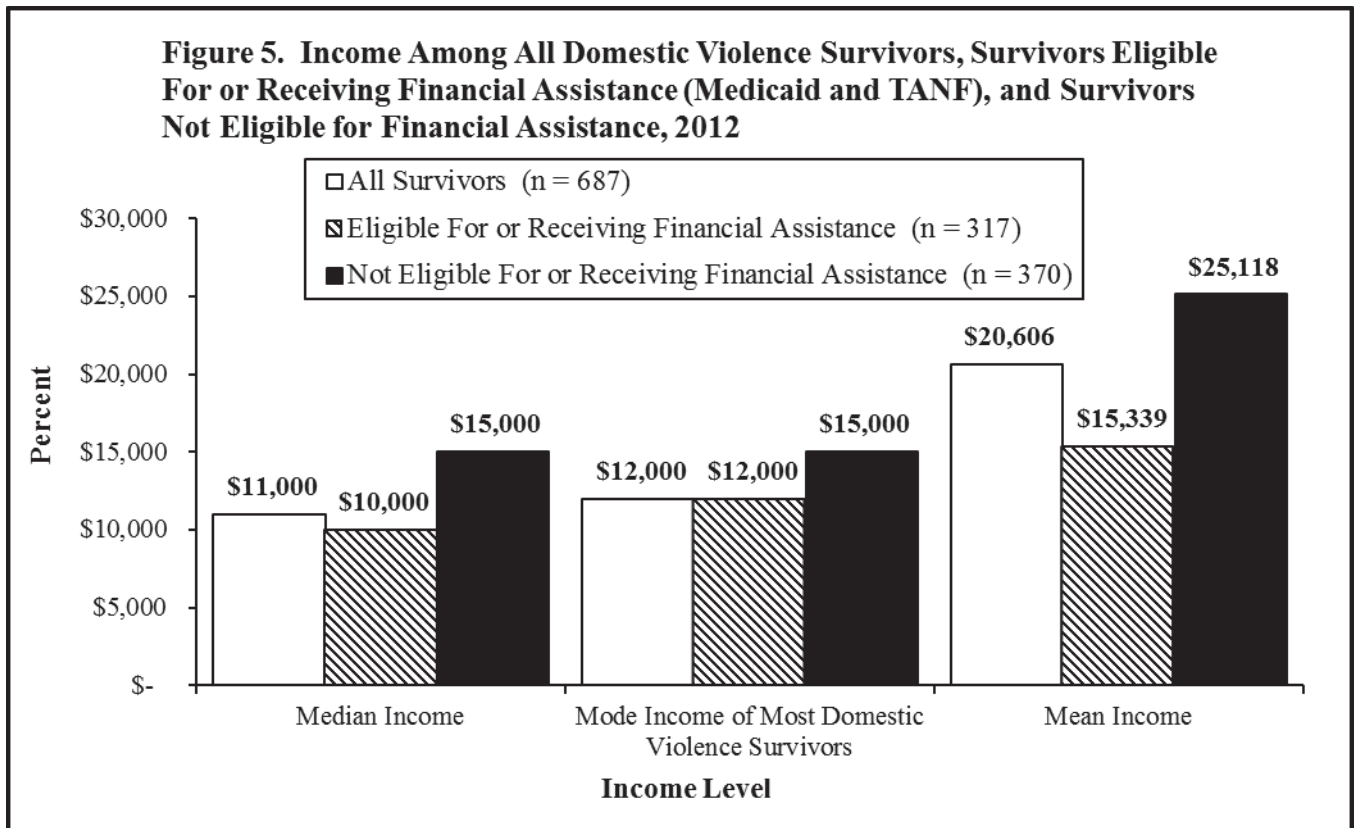 Figure 5.  Income Among All Domestic Violence Survivors, Survivors Eligible
For or Receiving Financial Assistance (Medicaid and TANF), and Survivors
Not Eligible for Financial Assistance, 2012
All Survivors  (n = 687)
Eligible For or Receiving Financial Assistance  (n = 317)
Not Eligible For or Receiving Financial Assistance  (n = 370)
Percent
$30,000
$25,000
$20,000
$15,000
$10,000
$5,000
$-
$11,000
$10,000
$15,000
$12,000
$12,000
$15,000
$20,606
$15,339
$25,118
Median Income
Mode Income of Most Domestic
Violence Survivors
Mean Income
Income Level